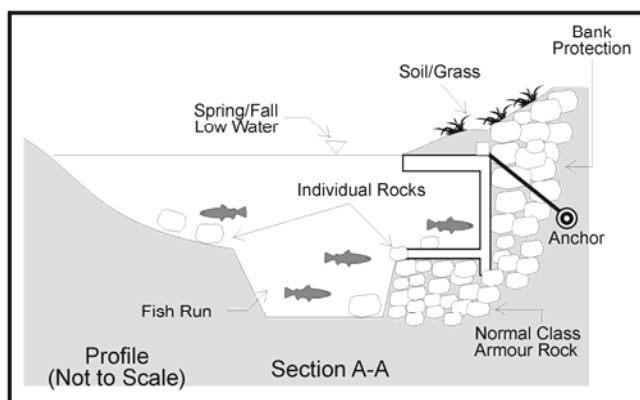 Bank
Protection
Soil/Grass
Spring/Fall
Low Water
Individual Rocks
Anchor
Fish Run
Normal Class
Armour Rock
Profile
(Not to Scale)
Section A-A